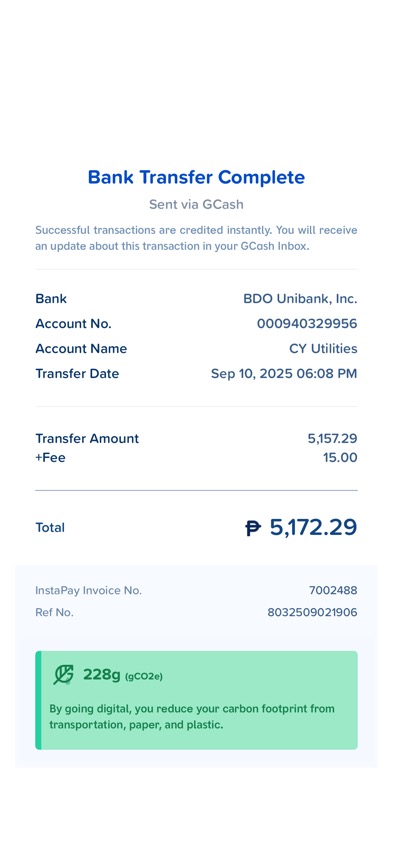 Bank Transfer Complete
Sent via GCash
Successful transactions are credited instantly. You will receive
an update about this transaction in your GCash Inbox.
Bank BDO Unibank, Inc.
Account No. 000940329956
Account Name CY Utilities
Transfer Date Sep 10, 2025 06:08 PM
Transfer Amount 5,157.29
+Fee 15.00
Total ₱ 5,172.29
InstaPay Invoice No. 7002488
Ref No. 8032509021906
228g (gCO2e)
By going digital, you reduce your carbon footprint from
transportation, paper, and plastic.